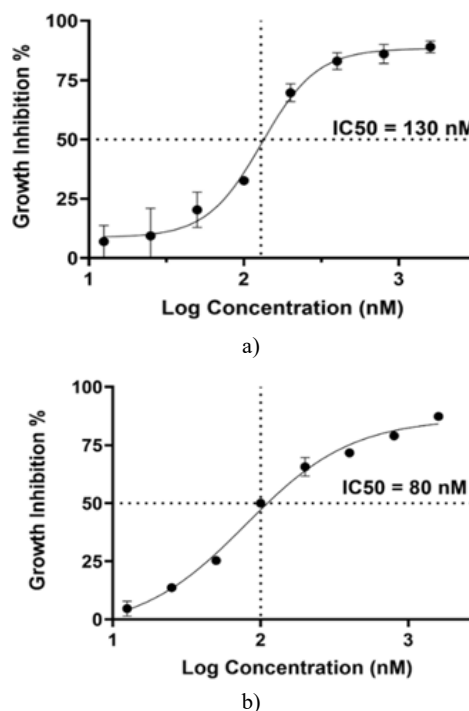 100
75
50
25
0
Growth Inhibition %
IC50 = 130 nM
1
2
3
Log Concentration (nM)
a)
100
75
50
25
0
Growth Inhibition %
IC50 = 80 nM
1
2
3
Log Concentration (nM)
b)